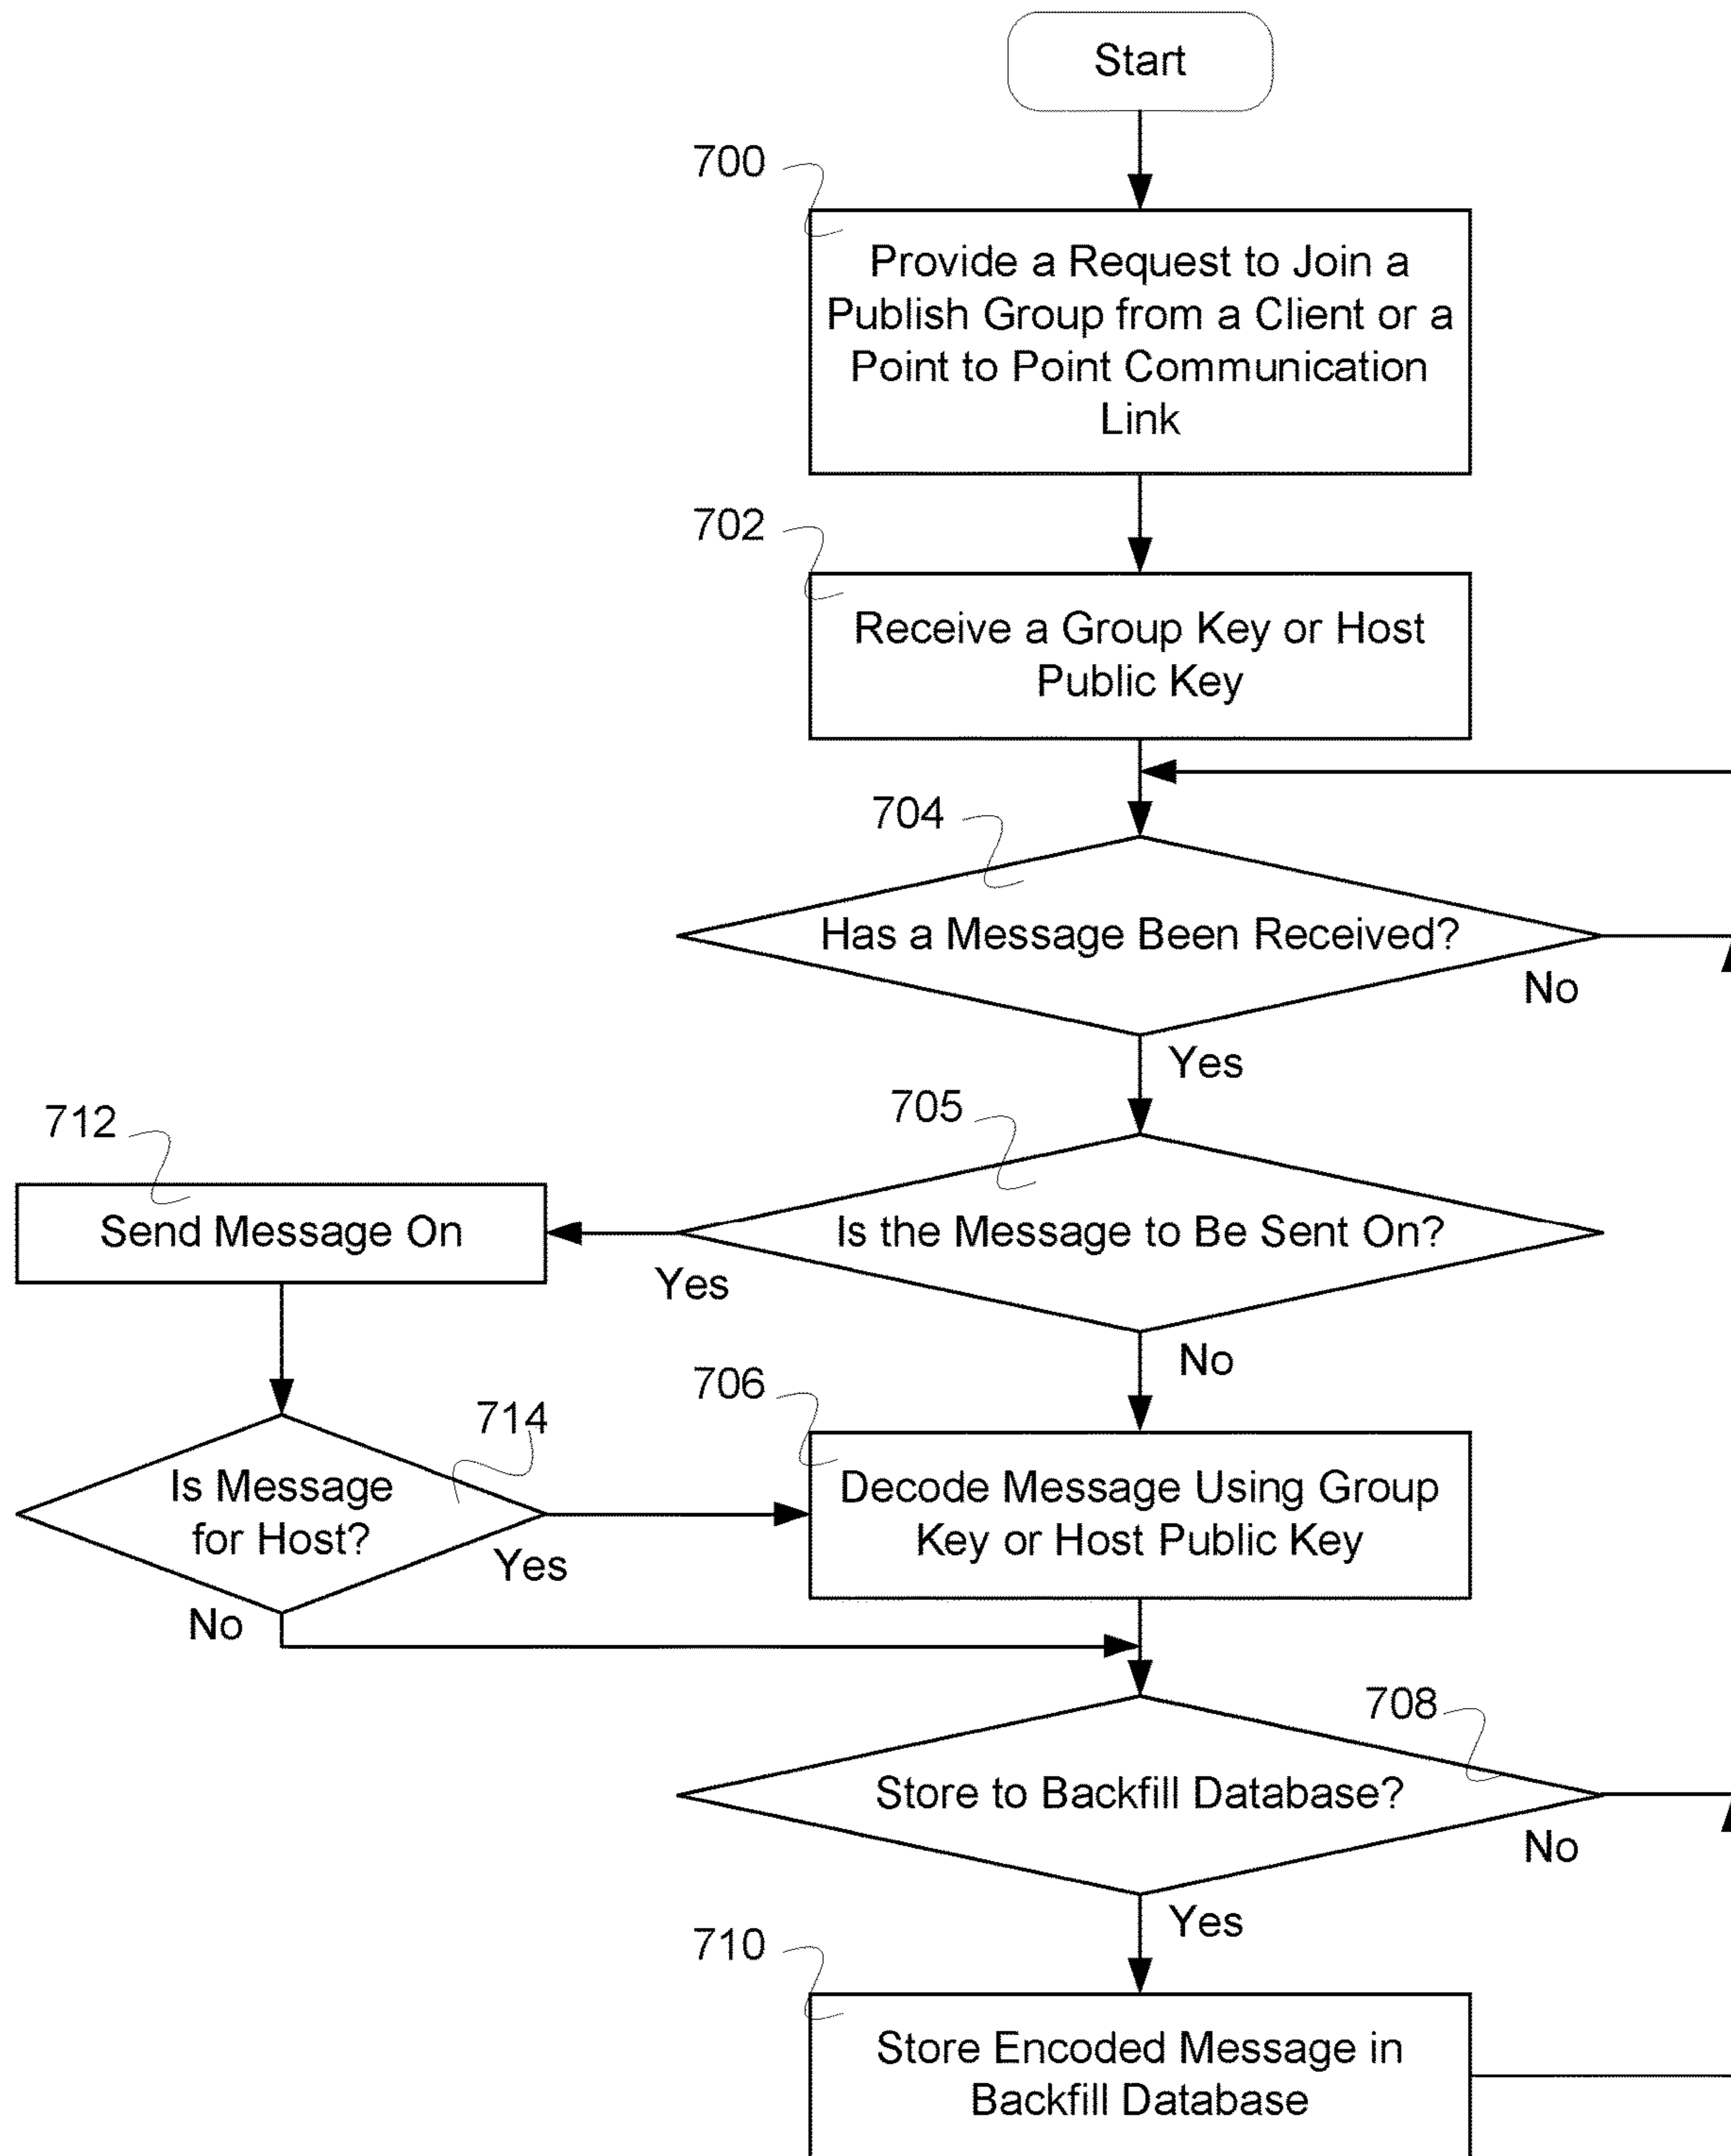 Start
700
Provide a Request to Join a
Publish Group from a Client or a
Point to Point Communication
Link
702
Receive a Group Key or Host
Public Key
704
Has a Message Been Received?
No
Yes
705
712
Is the Message to Be Sent On?
Send Message On
Yes
No
706
714
Decode Message Using Group
Key or Host Public Key
Is Message
for Host?
Yes
No
708
Store to Backfill Database?
No
Yes
710
Store Encoded Message in
Backfill Database